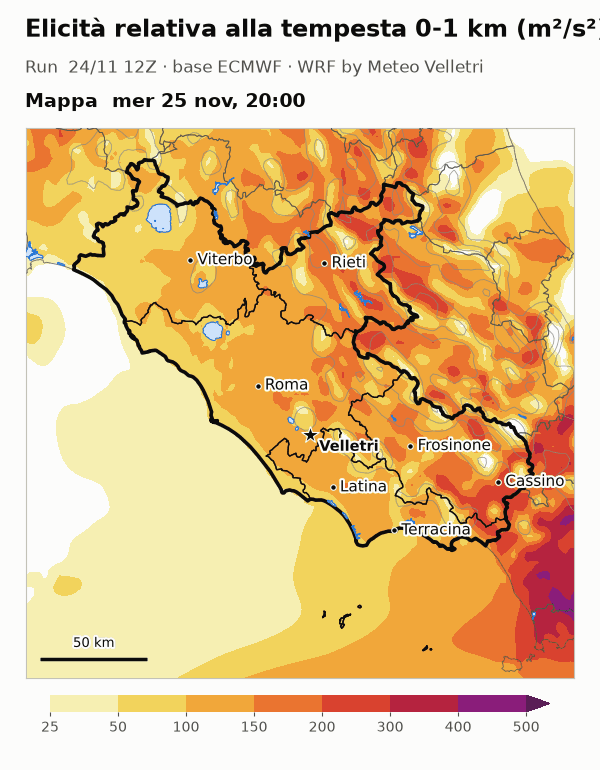 Elicità relativa alla tempesta 0-1 km (m²/s²)
Run 24/11 12Z · base ECMWF · WRF by Meteo Velletri
Mappa mer 25 nov, 20:00
Viterbo
Rieti
Roma
Velletri
Frosinone
Latina
Cassino
Terracina
50 km
25 50 100 150 200 300 400 500